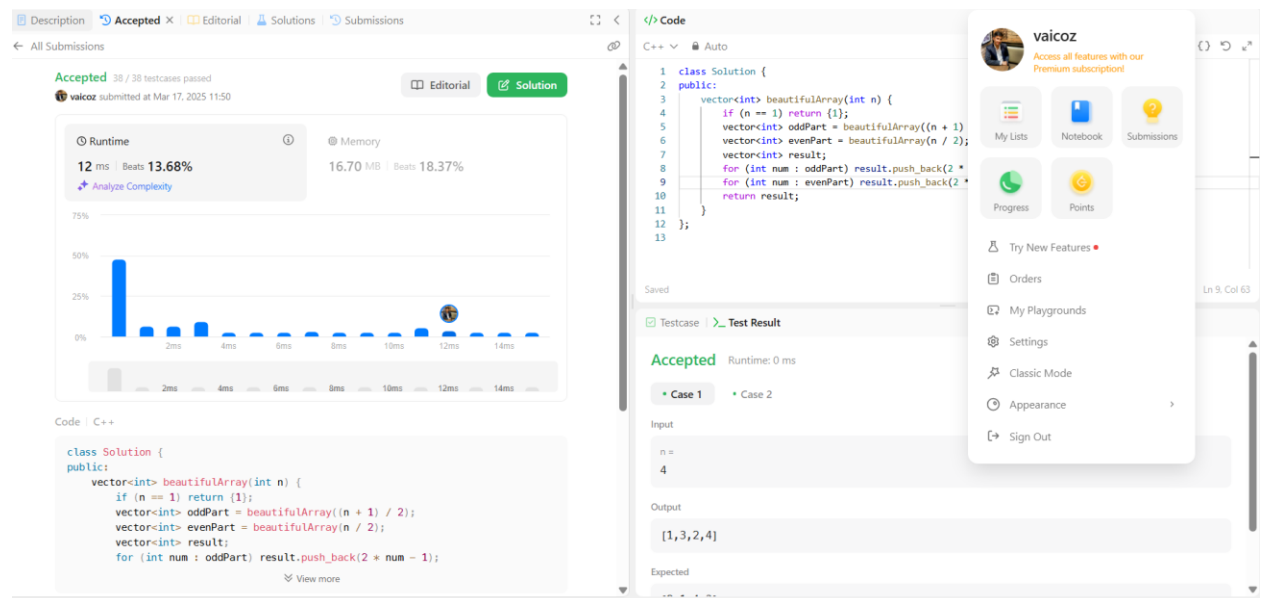 Description
Accepted
Editorial
Solutions
Submissions
All Submissions
Accepted 38 / 38 testcases passed
vaicoz submitted at Mar 17, 2025 11:50
Editorial
Solution
Runtime
12 ms Beats 13.68%
Analyze Complexity
Memory
16.70 MB Beats 18.37%
75%
50%
25%
0%
2ms 4ms 6ms 8ms 10ms 12ms 14ms
2ms 4ms 6ms 8ms 10ms 12ms 14ms
Code C++
class Solution {
public:
vector<int> beautifulArray(int n) {
if (n == 1) return {1};
vector<int> oddPart = beautifulArray((n + 1) / 2);
vector<int> evenPart = beautifulArray(n / 2);
vector<int> result;
for (int num : oddPart) result.push_back(2 * num - 1);
View more
</> Code
C++ Auto
1 class Solution {
2 public:
3 vector<int> beautifulArray(int n) {
4 if (n == 1) return {1};
5 vector<int> oddPart = beautifulArray((n + 1)
6 vector<int> evenPart = beautifulArray(n / 2);
7 vector<int> result;
8 for (int num : oddPart) result.push_back(2 *
9 for (int num : evenPart) result.push_back(2 *
10 return result;
11 }
12 };
13
Saved
Ln 9, Col 63
Testcase
Test Result
Accepted Runtime: 0 ms
Case 1 Case 2
Input
n =
4
Output
[1,3,2,4]
Expected
vaicoz
Access all features with our
Premium subscription!
My Lists
Notebook
Submissions
Progress
Points
Try New Features
Orders
My Playgrounds
Settings
Classic Mode
Appearance
Sign Out